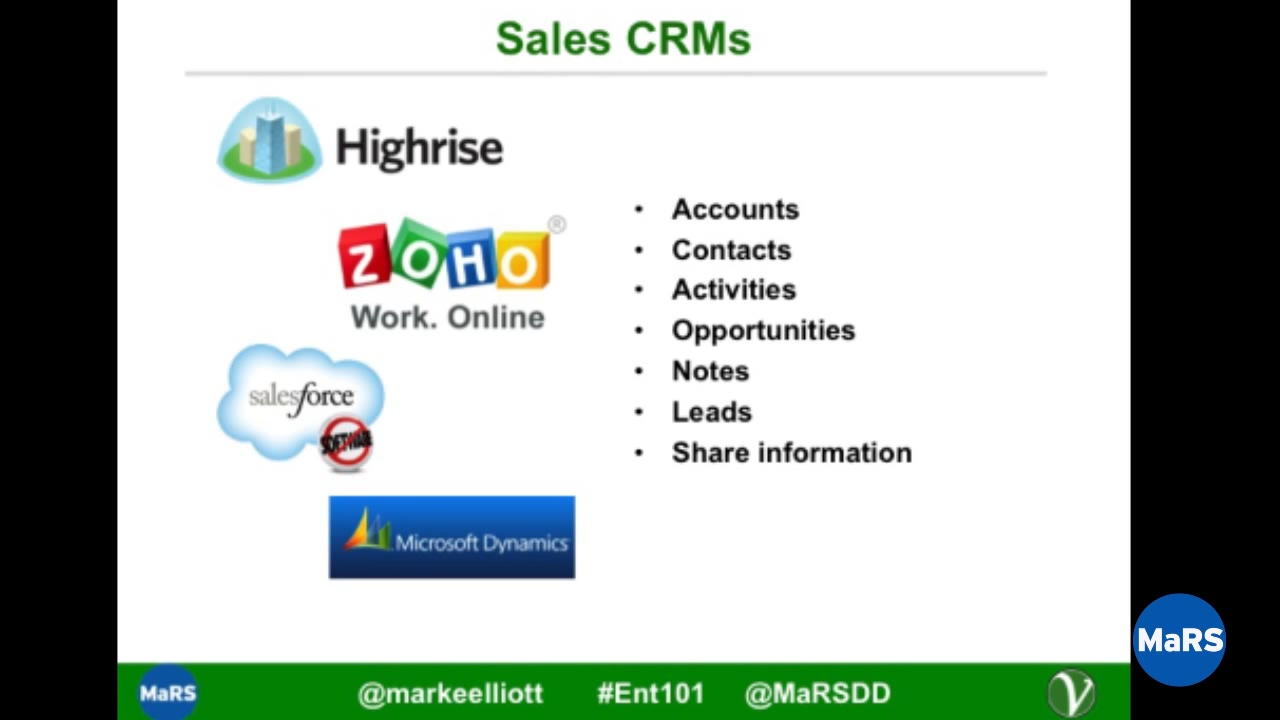 Sales CRMs
Highrise
ZOHO®
Work. Online
salesforce
SOFTWARE
Microsoft Dynamics
• Accounts
• Contacts
• Activities
• Opportunities
• Notes
• Leads
• Share information
MaRS
@markeelliott #Ent101 @MaRSDD
V
MaRS